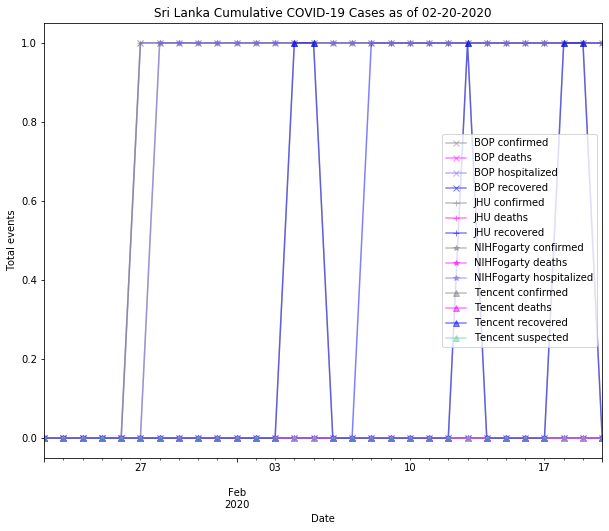 Sri Lanka Cumulative COVID-19 Cases as of 02-20-2020
1.0
0.8
0.6
0.4
0.2
0.0
Total events
BOP confirmed
BOP deaths
BOP hospitalized
BOP recovered
JHU confirmed
JHU deaths
JHU recovered
NIHFogarty confirmed
NIHFogarty deaths
NIHFogarty hospitalized
Tencent confirmed
Tencent deaths
Tencent recovered
Tencent suspected
27 03 10 17
Feb
2020
Date